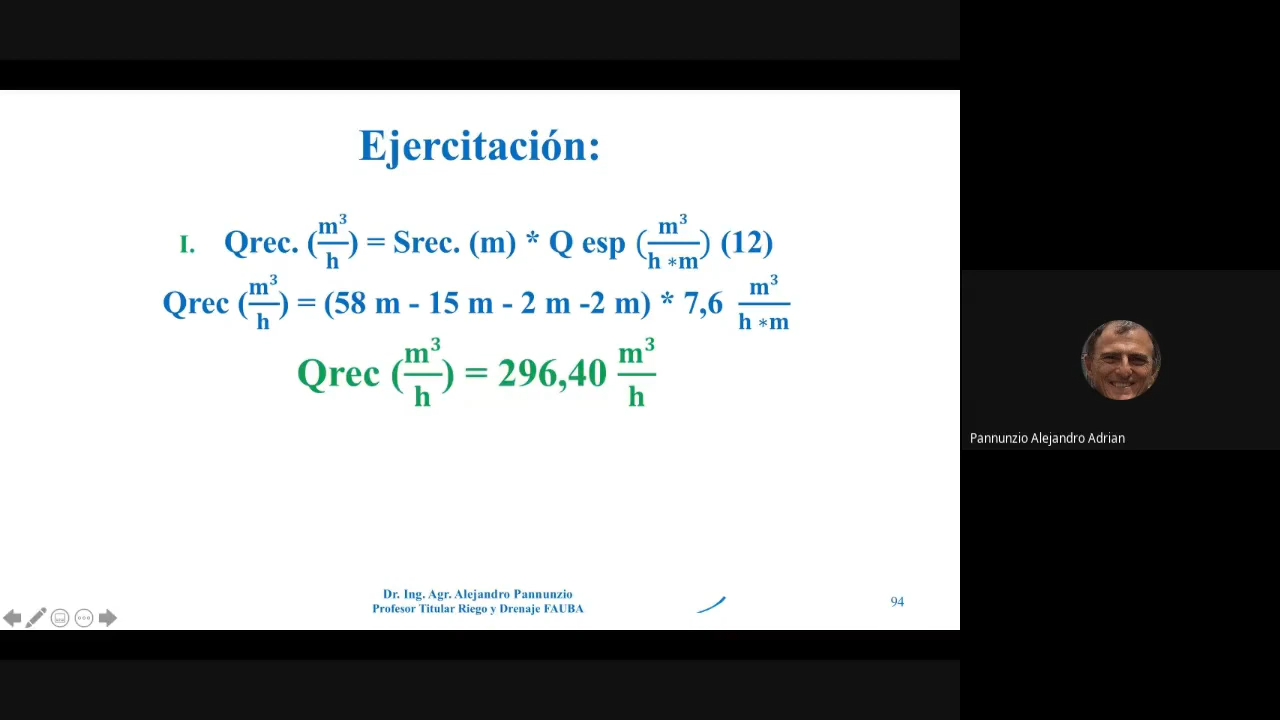 Ejercitación:
I. Qrec. (m³/h) = Srec. (m) * Q esp (m³/h *m) (12)
Qrec (m³/h) = (58 m - 15 m - 2 m -2 m) * 7,6 m³/h *m
Qrec (m³/h) = 296,40 m³/h
Dr. Ing. Agr. Alejandro Pannunzio
Profesor Titular Riego y Drenaje FAUBA
94
Pannunzio Alejandro Adrian